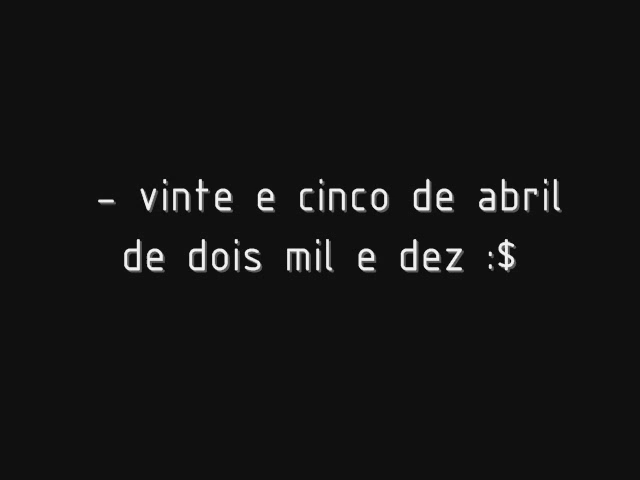 - vinte e cinco de abril
de dois mil e dez :$